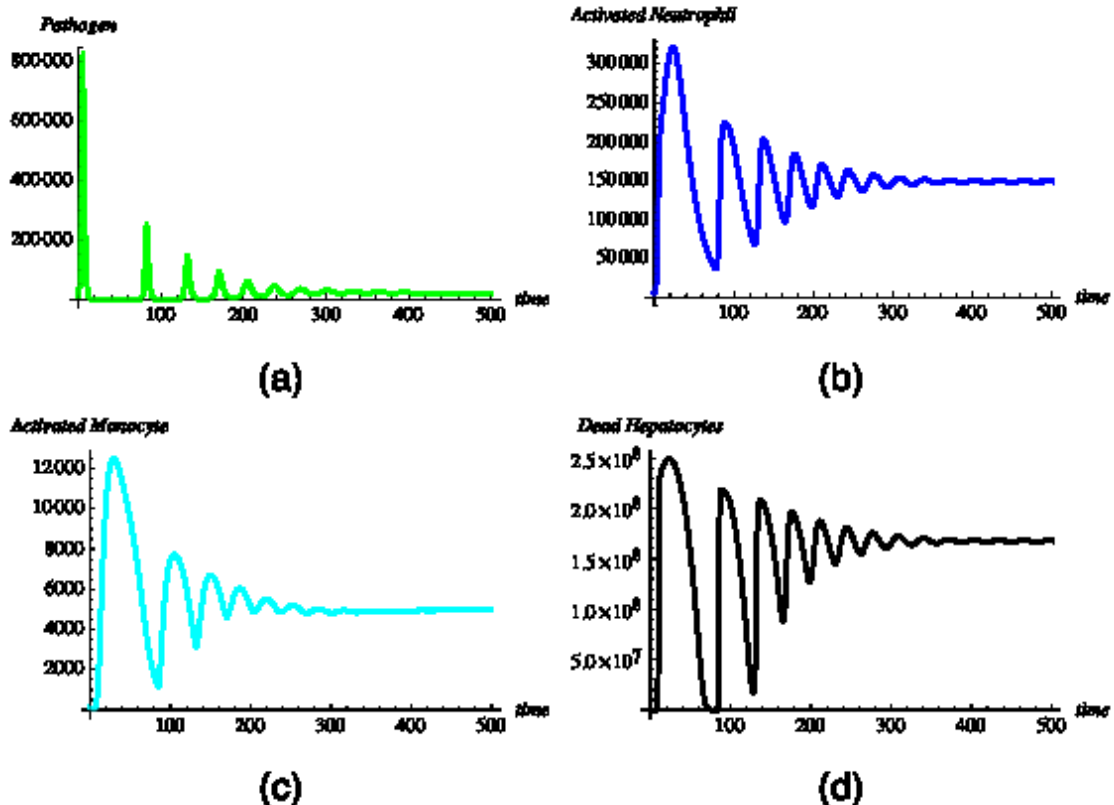 Pathogen
800 000
600 000
400 000
200 000
100 200 300 400 500
time
(a)
Activated Neutrophil
300 000
250 000
200 000
150 000
100 000
50 000
100 200 300 400 500
time
(b)
Activated Monocyte
12 000
10 000
8000
6000
4000
2000
100 200 300 400 500
time
(c)
Dead Hepatocytes
2.5×10⁸
2.0×10⁸
1.5×10⁸
1.0×10⁸
5.0×10⁷
100 200 300 400 500
time
(d)